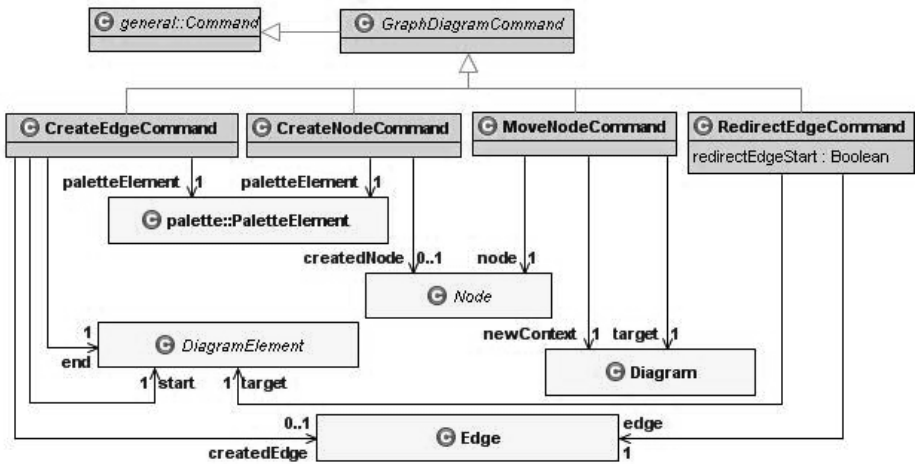 C general::Command
C GraphDiagramCommand
C CreateEdgeCommand
C CreateNodeCommand
C MoveNodeCommand
C RedirectEdgeCommand
redirectEdgeStart : Boolean
paletteElement 1
paletteElement 1
C palette::PaletteElement
createdNode 0..1
node 1
C Node
newContext 1
target 1
1
end
C DiagramElement
C Diagram
1 start
1 target
0..1
createdEdge
C Edge
edge
1